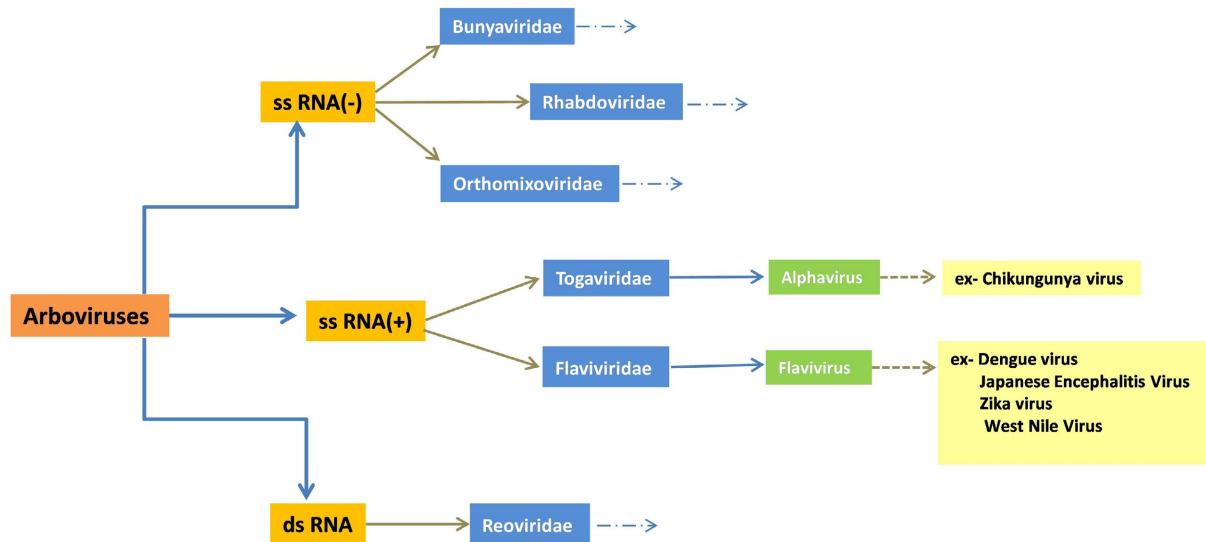 Bunyaviridae
ss RNA(-)
Rhabdoviridae
Orthomixoviridae
Arboviruses
ss RNA(+)
Togaviridae
Alphavirus
ex- Chikungunya virus
Flaviviridae
Flavivirus
ex- Dengue virus
Japanese Encephalitis Virus
Zika virus
West Nile Virus
ds RNA
Reoviridae